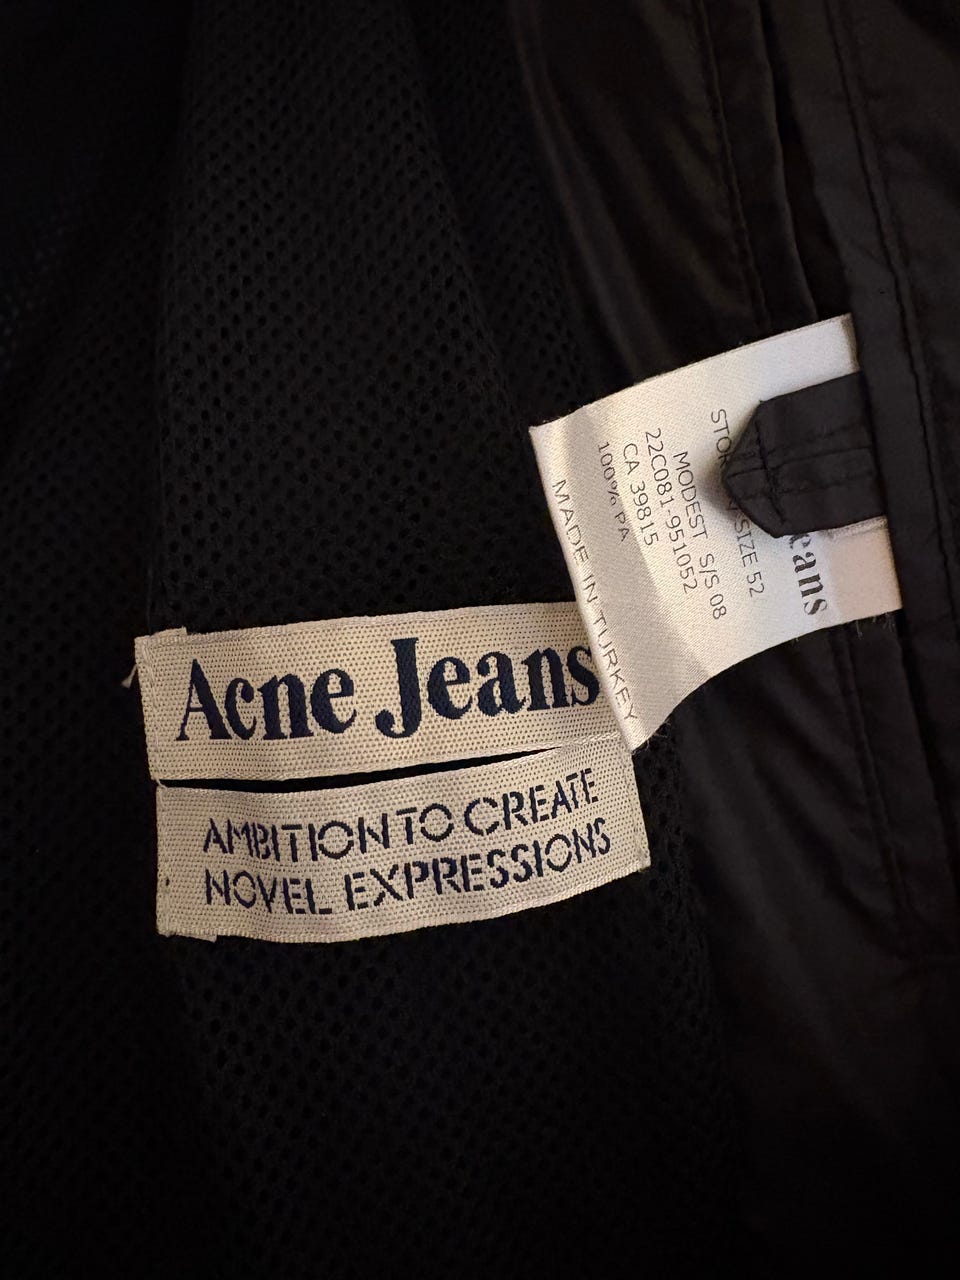 Acne Jeans
AMBITION TO CREATE
NOVEL EXPRESSIONS
eans
SIZE 52
MODEST S/S 08
22C081-951052
CA 39815
100% PA
MADE IN TURKEY